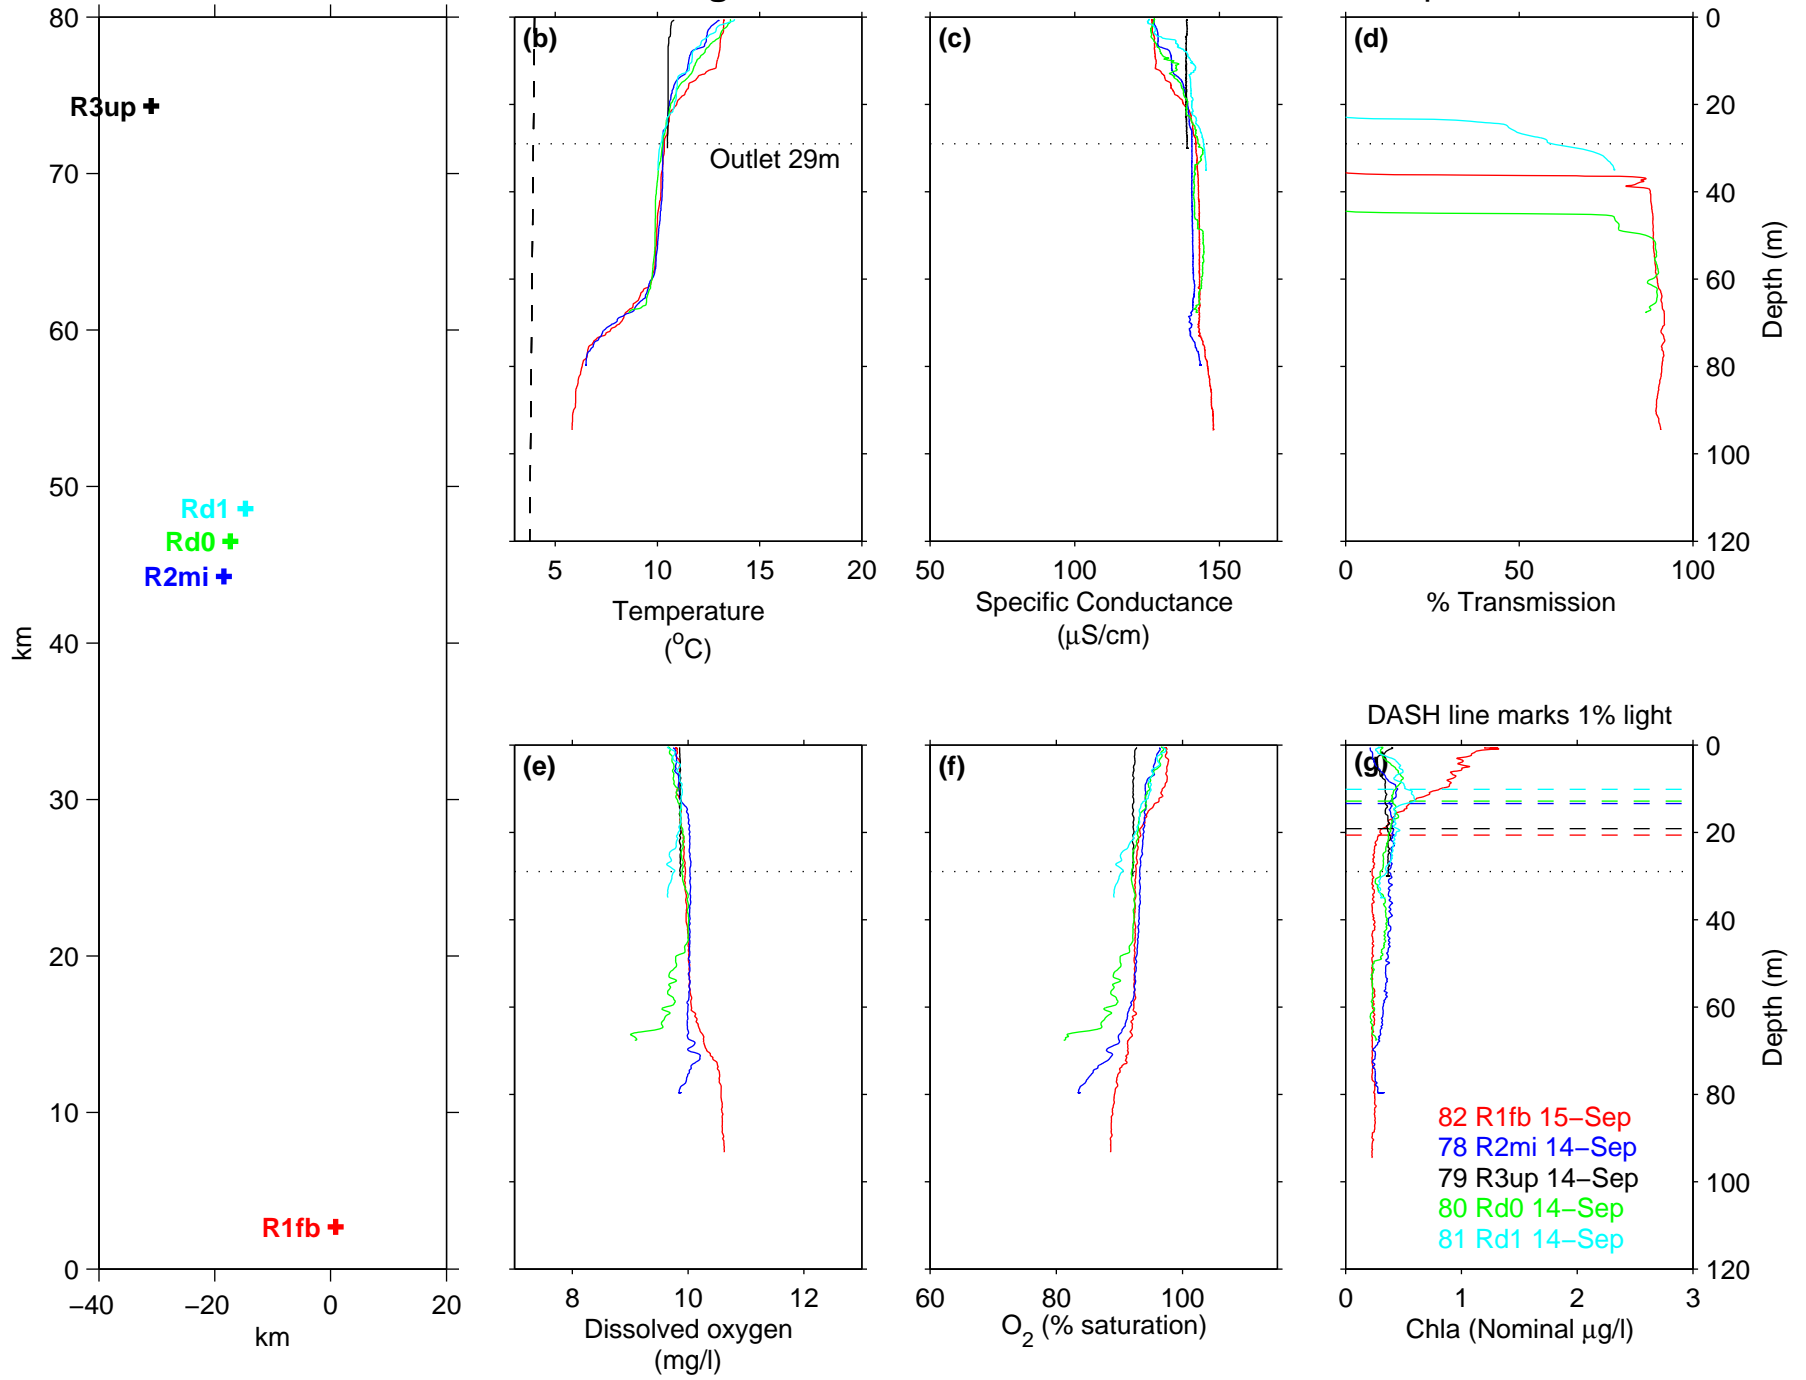 80
70
60
50
40
30
20
10
0
km
−40
−20
0
20
km
R3up
Rd1
Rd0
R2mi
R1fb
(b)
Outlet 29m
5
10
15
20
Temperature
(°C)
(c)
50
100
150
Specific Conductance
(μS/cm)
(d)
0
50
100
% Transmission
0
20
40
60
80
100
120
Depth (m)
(e)
8
10
12
Dissolved oxygen
(mg/l)
(f)
60
80
100
O2 (% saturation)
DASH line marks 1% light
(g)
82 R1fb 15−Sep
78 R2mi 14−Sep
79 R3up 14−Sep
80 Rd0 14−Sep
81 Rd1 14−Sep
0
1
2
3
Chla (Nominal μg/l)
0
20
40
60
80
100
120
Depth (m)